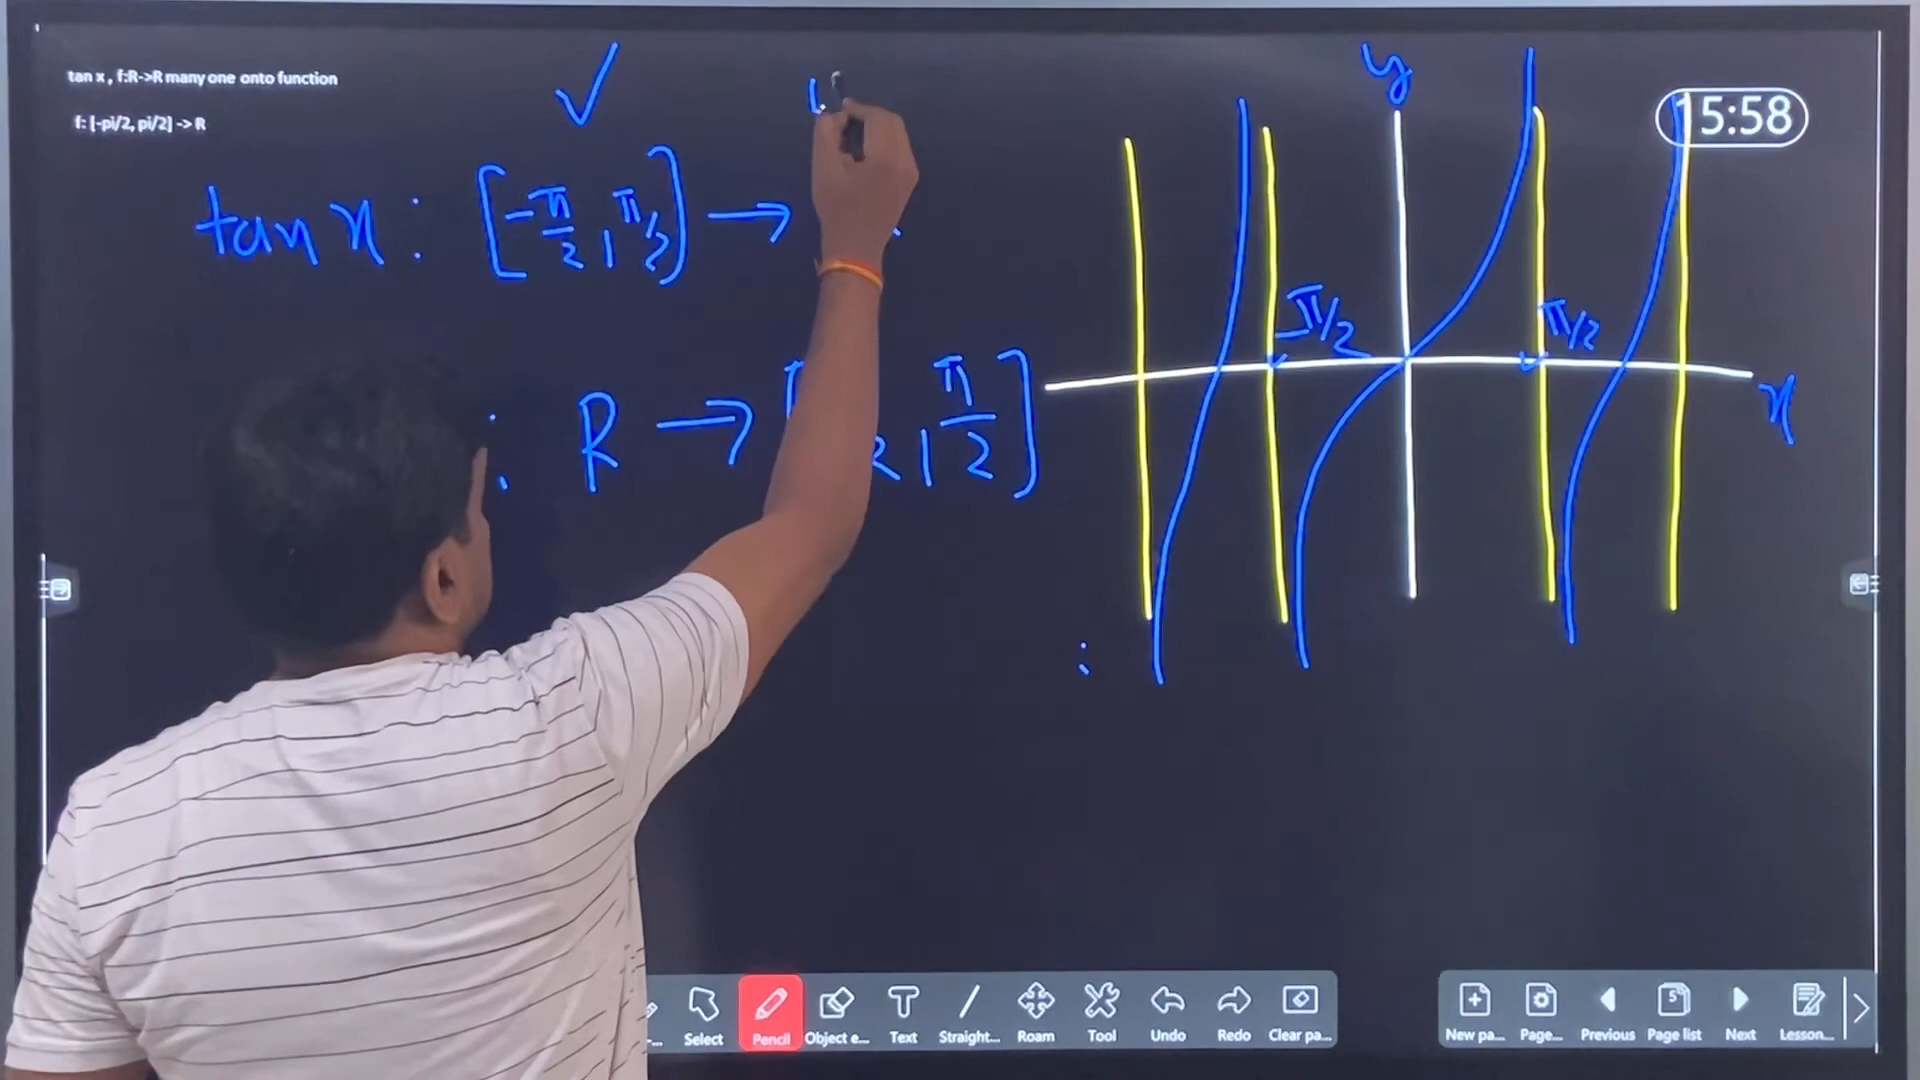 tan x , f:R->R many one onto function
f: [-pi/2, pi/2] -> R
✓
tan x : [-π/2, π/2] →
: R → , π/2]
y
15:58
-π/2
π/2
x
:
Select
Pencil
Object e...
Text
Straight...
Roam
Tool
Undo
Redo
Clear pa...
New pa...
Page...
Previous
5
Page list
Next
Lesson...